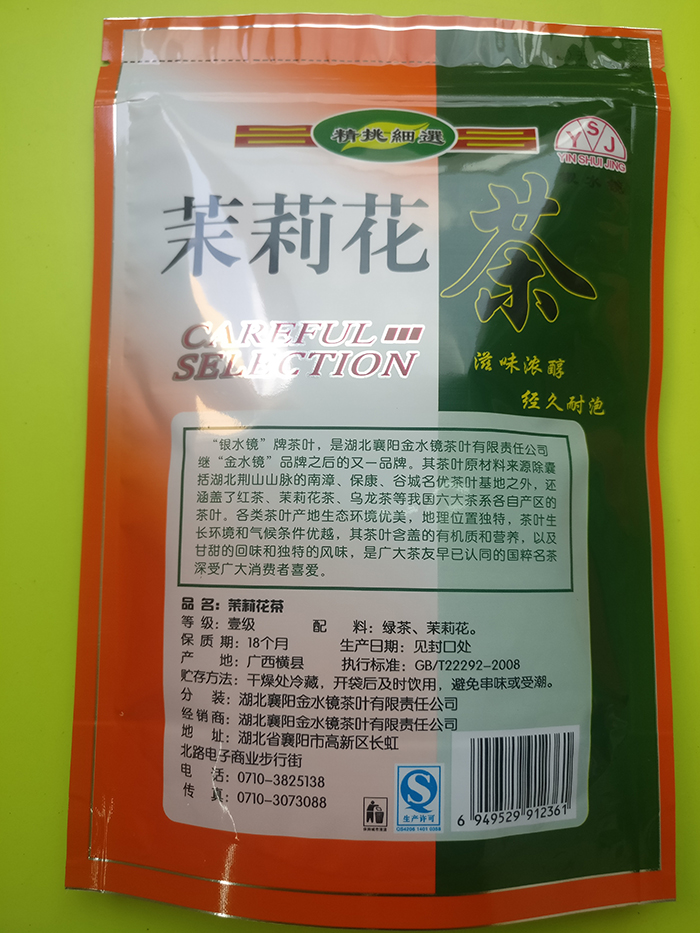 精挑細選
YSJ
YIN SHUI JING
茉莉花茶
CAREFUL
SELECTION
滋味浓醇
经久耐泡
“银水镜”牌茶叶，是湖北襄阳金水镜茶叶有限责任公司
继“金水镜”品牌之后的又一品牌。其茶叶原材料来源除囊
括湖北荆山山脉的南漳、保康、谷城名优茶叶基地之外，还
涵盖了红茶、茉莉花茶、乌龙茶等我国六大茶系各自产区的
茶叶。各类茶叶产地生态环境优美，地理位置独特，茶叶生
长环境和气候条件优越，其茶叶含盖的有机质和营养，以及
甘甜的回味和独特的风味，是广大茶友早已认同的国粹名茶
深受广大消费者喜爱。
品 名：茉莉花茶
等 级：壹级 配 料：绿茶、茉莉花。
保 质 期：18个月 生产日期：见封口处
产 地：广西横县 执行标准：GB/T22292-2008
贮存方法：干燥处冷藏，开袋后及时饮用，避免串味或受潮。
分 装：湖北襄阳金水镜茶叶有限责任公司
经 销 商：湖北襄阳金水镜茶叶有限责任公司
地 址：湖北省襄阳市高新区长虹
北路电子商业步行街
电 话：0710-3825138
传 真：0710-3073088
生产许可
QS4206 1401 0289
6 949529 912361